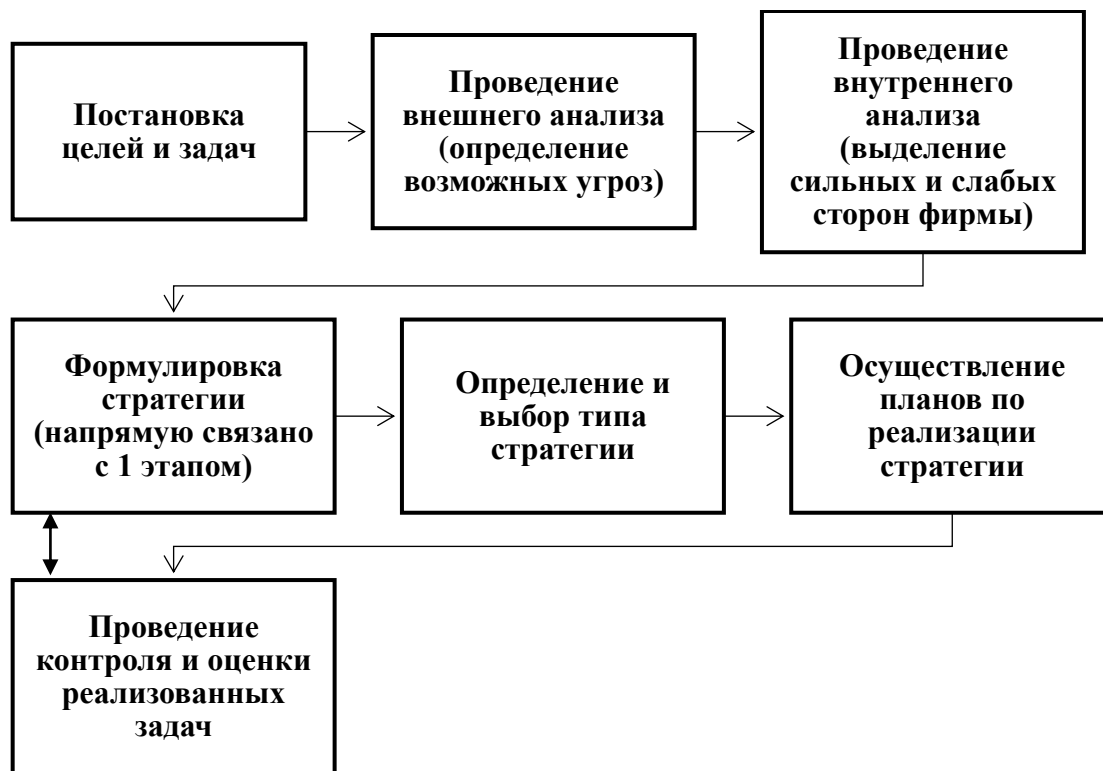 Постановка
целей и задач
Проведение
внешнего анализа
(определение
возможных угроз)
Проведение
внутреннего
анализа
(выделение
сильных и слабых
сторон фирмы)
Формулировка
стратегии
(напрямую связано
с 1 этапом)
Определение и
выбор типа
стратегии
Осуществление
планов по
реализации
стратегии
Проведение
контроля и оценки
реализованных
задач